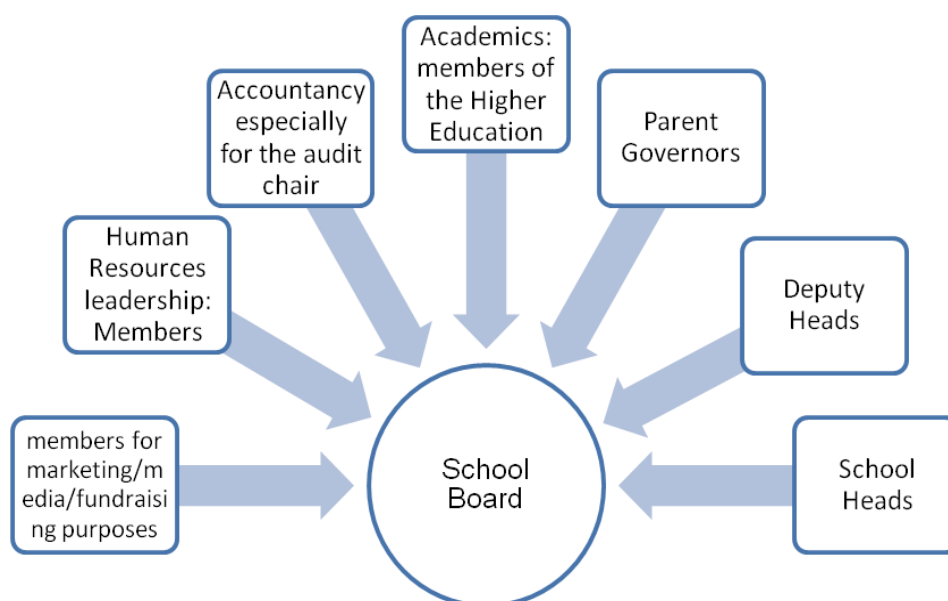 Academics:
members of
the Higher
Education
Accountancy
especially
for the audit
chair
Parent
Governors
Human
Resources
leadership:
Members
Deputy
Heads
members for
marketing/m
edia/fundraisi
ng purposes
School
Board
School
Heads